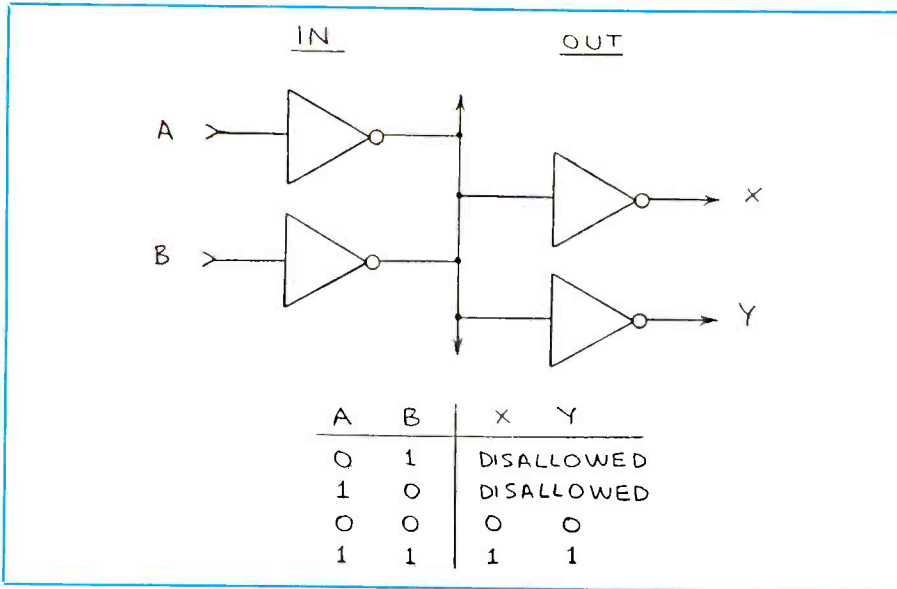 IN OUT
A
X
B
Y
A B X Y
0 1 DISALLOWED
1 0 DISALLOWED
0 0 0 0
1 1 1 1